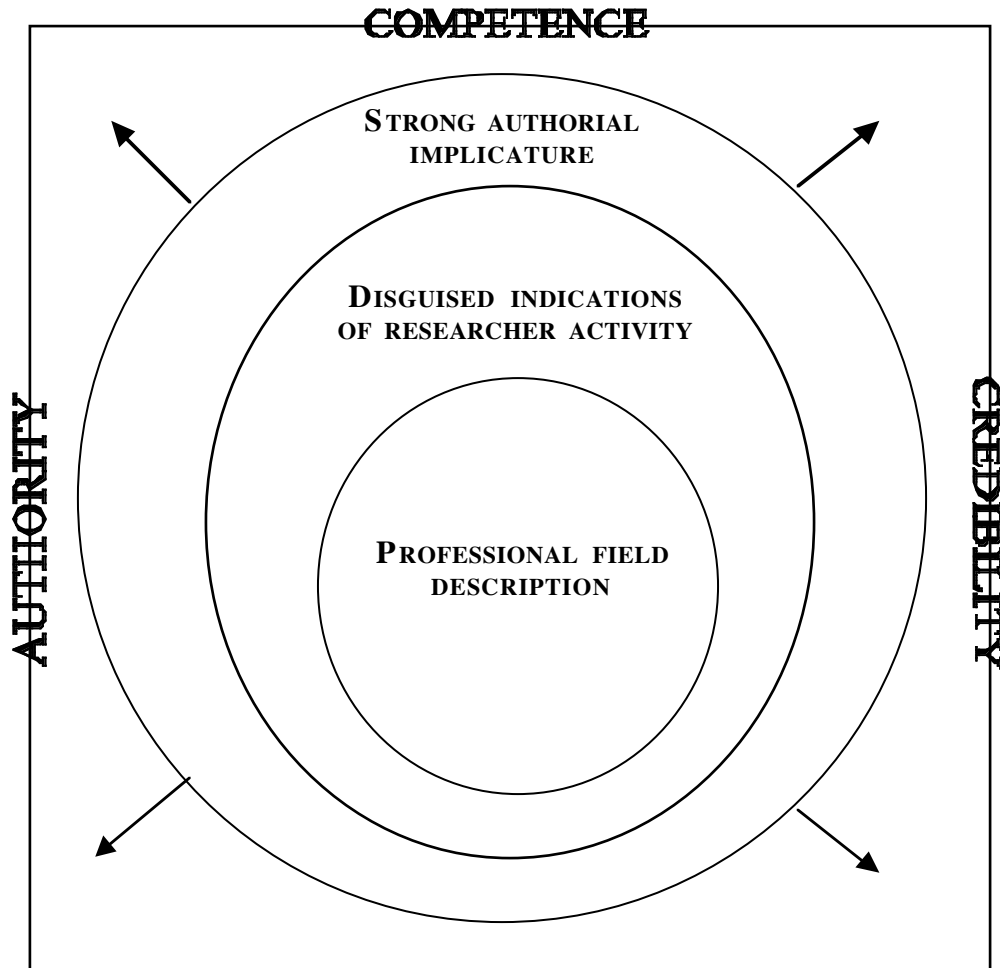 COMPETENCE
STRONG AUTHORIAL
IMPLICATURE
DISGUISED INDICATIONS
OF RESEARCHER ACTIVITY
AUTHORITY
CREDIBILITY
PROFESSIONAL FIELD
DESCRIPTION